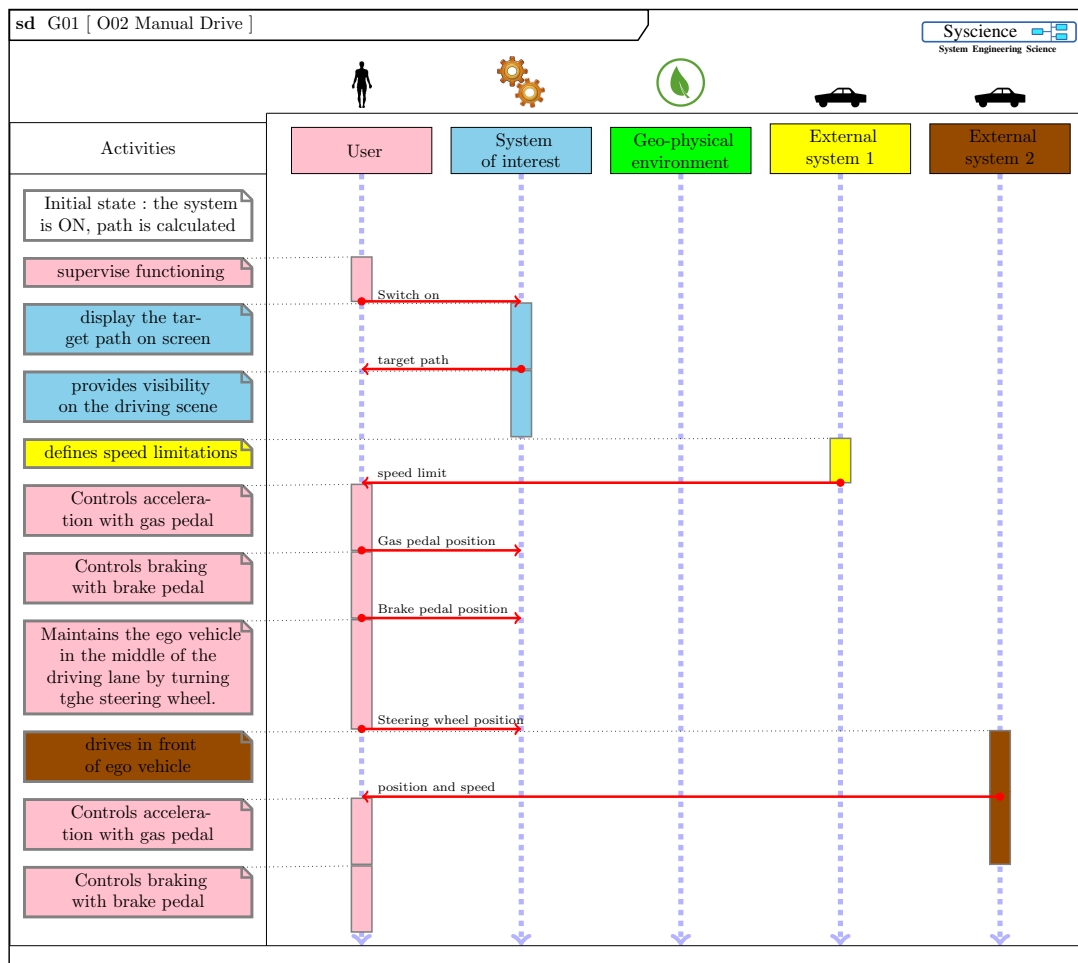 sd G01 [ O02 Manual Drive ]
Syscience
System Engineering Science
Activities
User
System
of interest
Geo-physical
environment
External
system 1
External
system 2
Initial state : the system
is ON, path is calculated
supervise functioning
Switch on
display the tar-
get path on screen
target path
provides visibility
on the driving scene
defines speed limitations
speed limit
Controls accelera-
tion with gas pedal
Gas pedal position
Controls braking
with brake pedal
Brake pedal position
Maintains the ego vehicle
in the middle of the
driving lane by turning
tghe steering wheel.
Steering wheel position
drives in front
of ego vehicle
position and speed
Controls accelera-
tion with gas pedal
Controls braking
with brake pedal